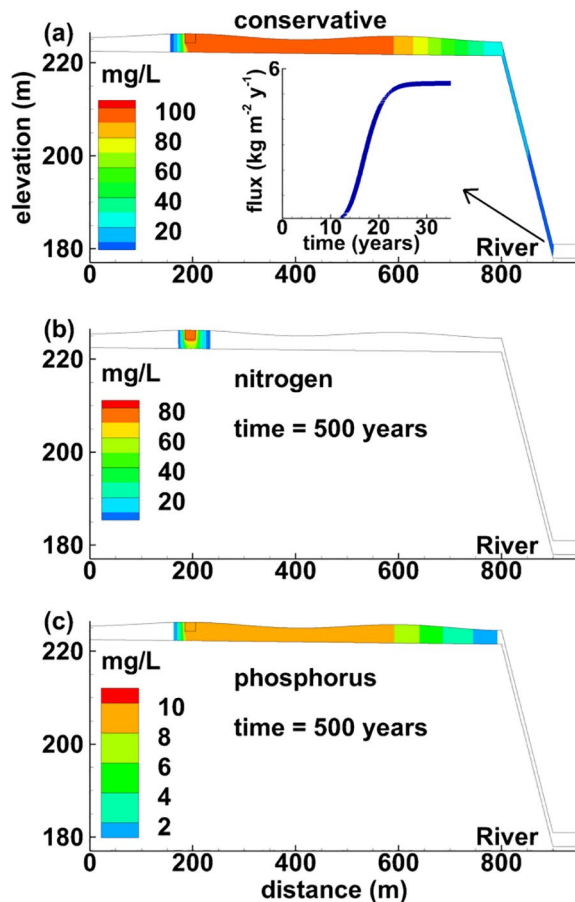 conservative
(a)
220
200
180
elevation (m)
mg/L
100
80
60
40
20
6
flux (kg m⁻² y⁻¹)
10 20 30
time (years)
River
0 200 400 600 800
(b)
220
200
180
mg/L
80
60
40
20
nitrogen
time = 500 years
River
0 200 400 600 800
(c)
220
200
180
mg/L
10
8
6
4
2
phosphorus
time = 500 years
River
0 200 400 600 800
distance (m)